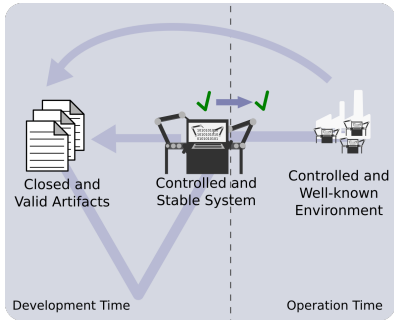 Closed and
Valid Artifacts
Controlled and
Stable System
Controlled and
Well-known
Environment
Development Time
Operation Time